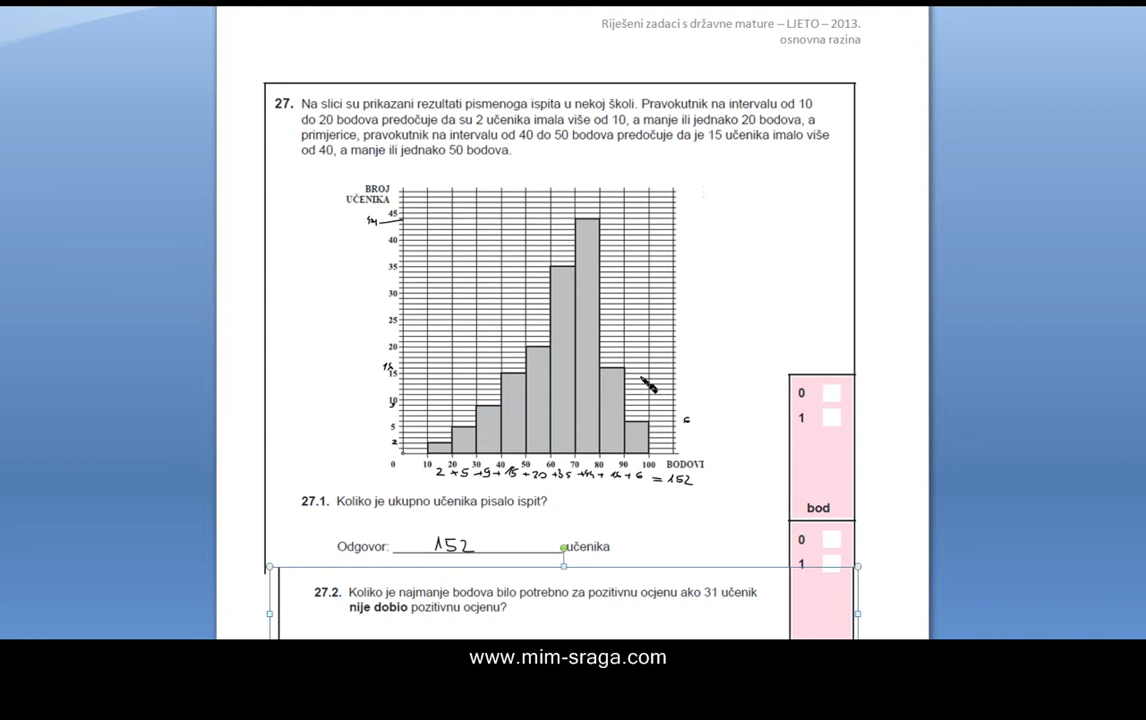 Riješeni zadaci s državne mature – LJETO – 2013.
osnovna razina
27. Na slici su prikazani rezultati pismenoga ispita u nekoj školi. Pravokutnik na intervalu od 10
do 20 bodova predočuje da su 2 učenika imala više od 10, a manje ili jednako 20 bodova, a
primjerice, pravokutnik na intervalu od 40 do 50 bodova predočuje da je 15 učenika imalo više
od 40, a manje ili jednako 50 bodova.
BROJ
UČENIKA
45
44
40
35
30
25
20
15
10
9
5
2
0 10 20 30 40 50 60 70 80 90 100 BODOVI
2 + 5 + 9 + 15 + 20 + 35 + 44 + 16 + 6 = 152
6
27.1. Koliko je ukupno učenika pisalo ispit?
Odgovor: 152 učenika
0
1
bod
0
1
27.2. Koliko je najmanje bodova bilo potrebno za pozitivnu ocjenu ako 31 učenik
nije dobio pozitivnu ocjenu?
www.mim-sraga.com